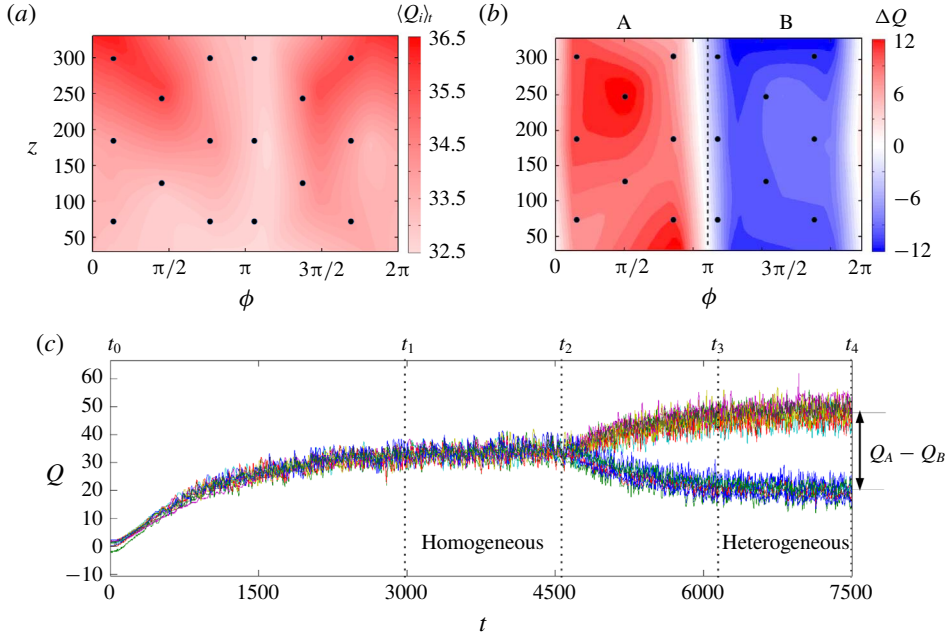 (a)
⟨Q_i⟩_t
300
250
200
150
100
50
z
0
π/2
π
3π/2
2π
ϕ
36.5
35.5
34.5
33.5
32.5
(b)
A
B
ΔQ
300
250
200
150
100
50
0
π/2
π
3π/2
2π
ϕ
12
6
0
−6
−12
(c)
t_0
t_1
t_2
t_3
t_4
60
50
40
30
20
10
0
−10
Q
Q_A − Q_B
Homogeneous
Heterogeneous
0
1500
3000
4500
6000
7500
t